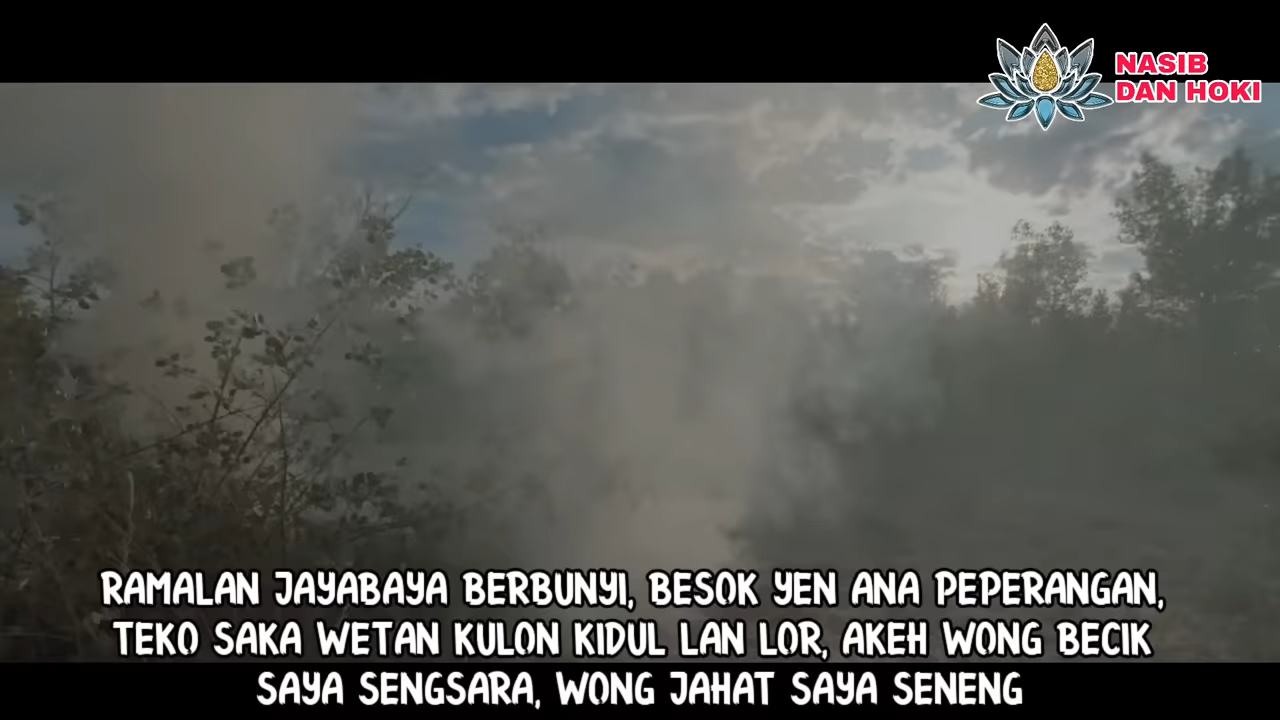 NASIB
DAN HOKI
RAMALAN JAYABAYA BERBUNYI, BESOK YEN ANA PEPERANGAN,
TEKO SAKA WETAN KULON KIDUL LAN LOR, AKEH WONG BECIK
SAYA SENGSARA, WONG JAHAT SAYA SENENG